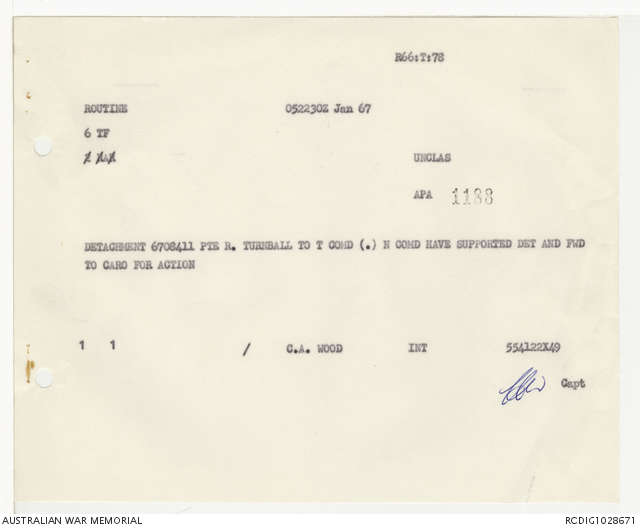 R66:T:78
ROUTINE 052230Z Jan 67
6 TF
UNCLAS
APA 1188
DETACHMENT 6708411 PTE R. TURNBALL TO T COMD (.) N COMD HAVE SUPPORTED DET AND FWD
TO CARO FOR ACTION
1 1 / C.A. WOOD INT 554122X49
Capt
AUSTRALIAN WAR MEMORIAL RCDIG1028671